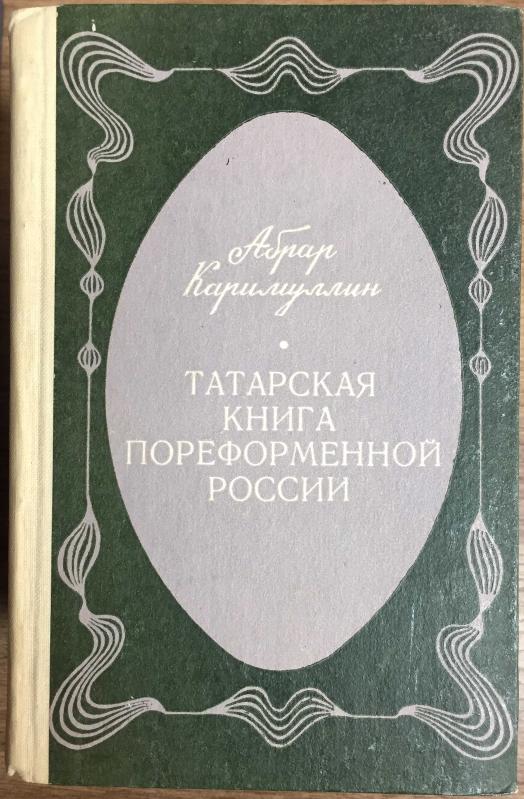 Абрар
Каримуллин
•
ТАТАРСКАЯ
КНИГА
ПОРЕФОРМЕННОЙ
РОССИИ